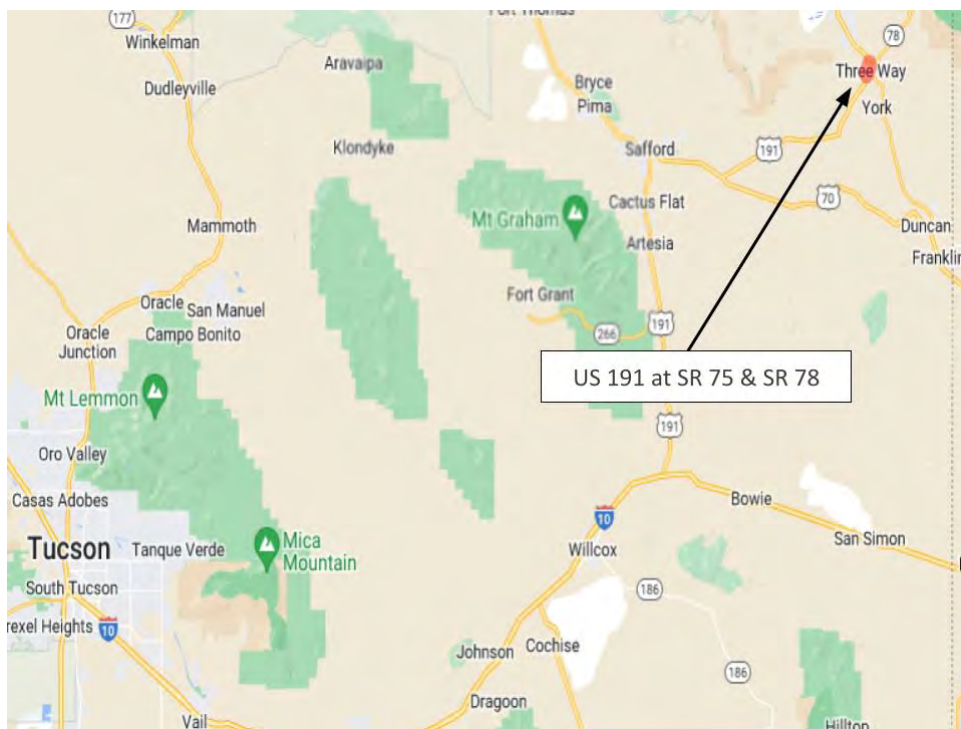 177
Winkelman
Dudleyville
Aravaipa
Klondyke
Fort Thomas
Bryce
Pima
78
Three Way
York
Safford
191
70
Cactus Flat
Artesia
Duncan
Franklin
Mammoth
Mt Graham
Fort Grant
266
191
Oracle
San Manuel
Campo Bonito
Oracle
Junction
US 191 at SR 75 & SR 78
Mt Lemmon
191
Oro Valley
Casas Adobes
Bowie
10
San Simon
Tucson
Tanque Verde
Mica
Mountain
Willcox
South Tucson
186
rexel Heights
10
Johnson
Cochise
186
Dragoon
Vail
Hilltop